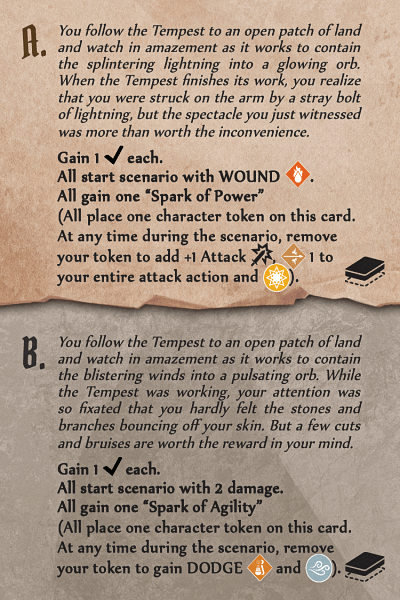 A.
You follow the Tempest to an open patch of land
and watch in amazement as it works to contain
the splintering lightning into a glowing orb.
When the Tempest finishes its work, you realize
that you were struck on the arm by a stray bolt
of lightning, but the spectacle you just witnessed
was more than worth the inconvenience.
Gain 1 ✔ each.
All start scenario with WOUND .
All gain one “Spark of Power”
(All place one character token on this card.
At any time during the scenario, remove
your token to add +1 Attack , 1 to
your entire attack action and ).
B.
You follow the Tempest to an open patch of land
and watch in amazement as it works to contain
the blistering winds into a pulsating orb. While
the Tempest was working, your attention was
so fixated that you hardly felt the stones and
branches bouncing off your skin. But a few cuts
and bruises are worth the reward in your mind.
Gain 1 ✔ each.
All start scenario with 2 damage.
All gain one “Spark of Agility”
(All place one character token on this card.
At any time during the scenario, remove
your token to gain DODGE and ).